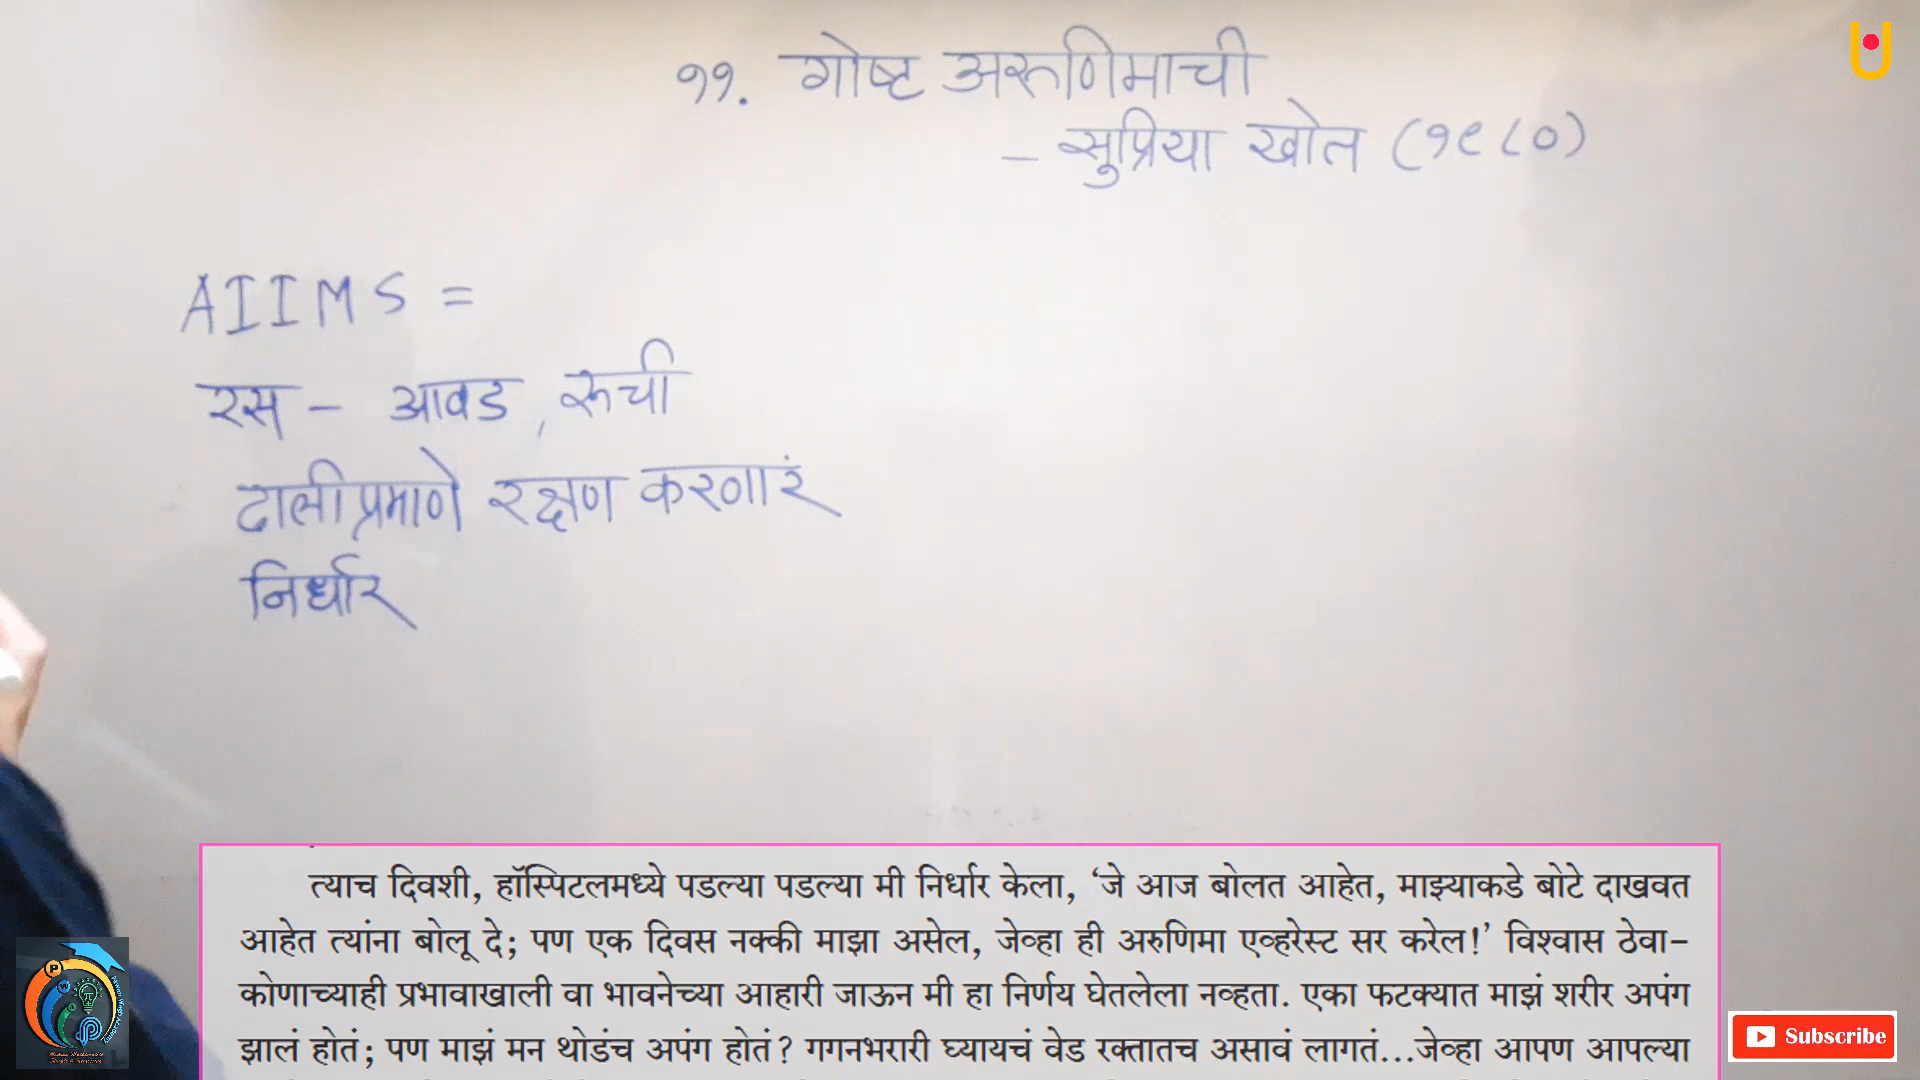 ११. गोष्ट अरुणिमाची
– सुप्रिया खोत (१९८०)
AIIMS =
रस – आवड, रुची
ढालीप्रमाणे रक्षण करणारं
निर्धार
त्याच दिवशी, हॉस्पिटलमध्ये पडल्या पडल्या मी निर्धार केला, ‘जे आज बोलत आहेत, माझ्याकडे बोटे दाखवत
आहेत त्यांना बोलू दे; पण एक दिवस नक्की माझा असेल, जेव्हा ही अरुणिमा एव्हरेस्ट सर करेल!’ विश्वास ठेवा–
कोणाच्याही प्रभावाखाली वा भावनेच्या आहारी जाऊन मी हा निर्णय घेतलेला नव्हता. एका फटक्यात माझं शरीर अपंग
झालं होतं; पण माझं मन थोडंच अपंग होतं? गगनभरारी घ्यायचं वेड रक्तातच असावं लागतं...जेव्हा आपण आपल्या
Subscribe